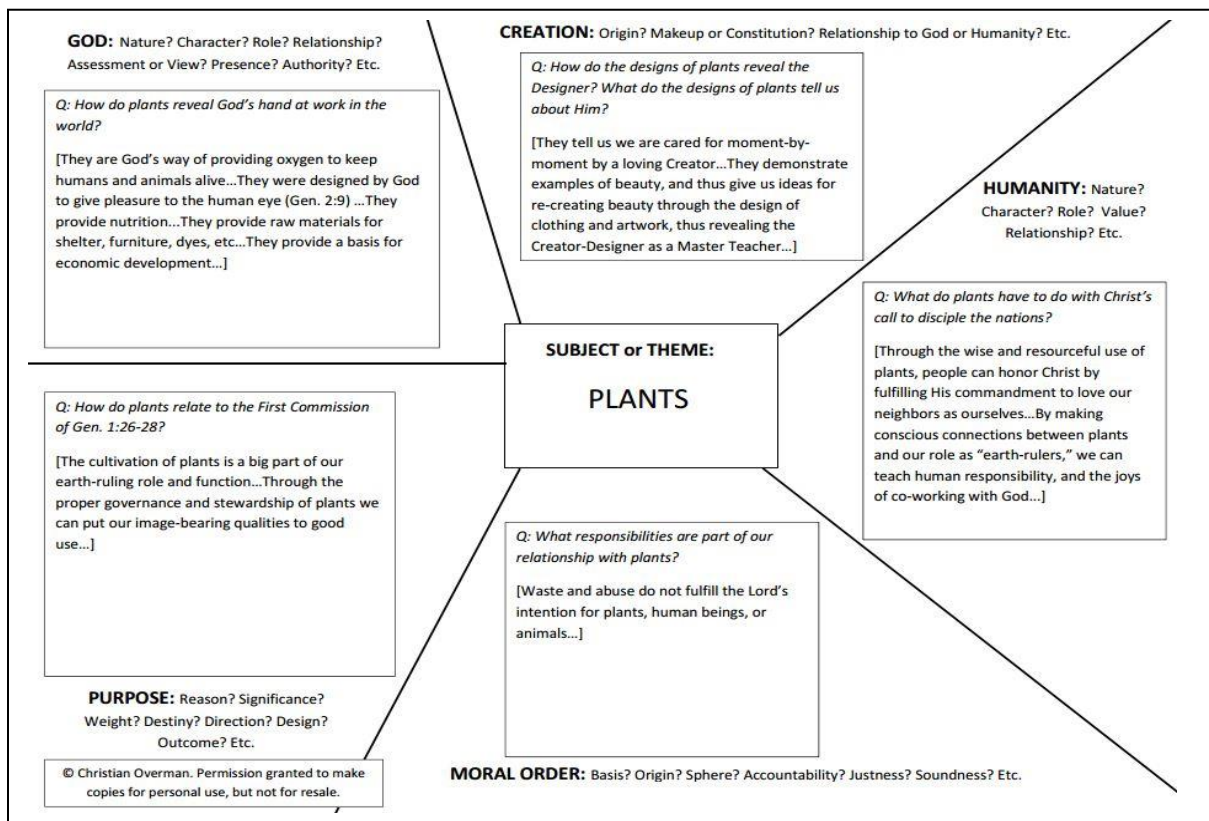 GOD: Nature? Character? Role? Relationship?
Assessment or View? Presence? Authority? Etc.
Q: How do plants reveal God’s hand at work in the
world?
[They are God’s way of providing oxygen to keep
humans and animals alive…They were designed by God
to give pleasure to the human eye (Gen. 2:9) …They
provide nutrition...They provide raw materials for
shelter, furniture, dyes, etc…They provide a basis for
economic development…]
CREATION: Origin? Makeup or Constitution? Relationship to God or Humanity? Etc.
Q: How do the designs of plants reveal the
Designer? What do the designs of plants tell us
about Him?
[They tell us we are cared for moment-by-
moment by a loving Creator…They demonstrate
examples of beauty, and thus give us ideas for
re-creating beauty through the design of
clothing and artwork, thus revealing the
Creator-Designer as a Master Teacher…]
HUMANITY: Nature?
Character? Role? Value?
Relationship? Etc.
Q: What do plants have to do with Christ’s
call to disciple the nations?
[Through the wise and resourceful use of
plants, people can honor Christ by
fulfilling His commandment to love our
neighbors as ourselves…By making
conscious connections between plants
and our role as “earth-rulers,” we can
teach human responsibility, and the joys
of co-working with God...]
SUBJECT or THEME:
PLANTS
Q: How do plants relate to the First Commission
of Gen. 1:26-28?
[The cultivation of plants is a big part of our
earth-ruling role and function…Through the
proper governance and stewardship of plants we
can put our image-bearing qualities to good
use…]
PURPOSE: Reason? Significance?
Weight? Destiny? Direction? Design?
Outcome? Etc.
© Christian Overman. Permission granted to make
copies for personal use, but not for resale.
Q: What responsibilities are part of our
relationship with plants?
[Waste and abuse do not fulfill the Lord’s
intention for plants, human beings, or
animals…]
MORAL ORDER: Basis? Origin? Sphere? Accountability? Justness? Soundness? Etc.